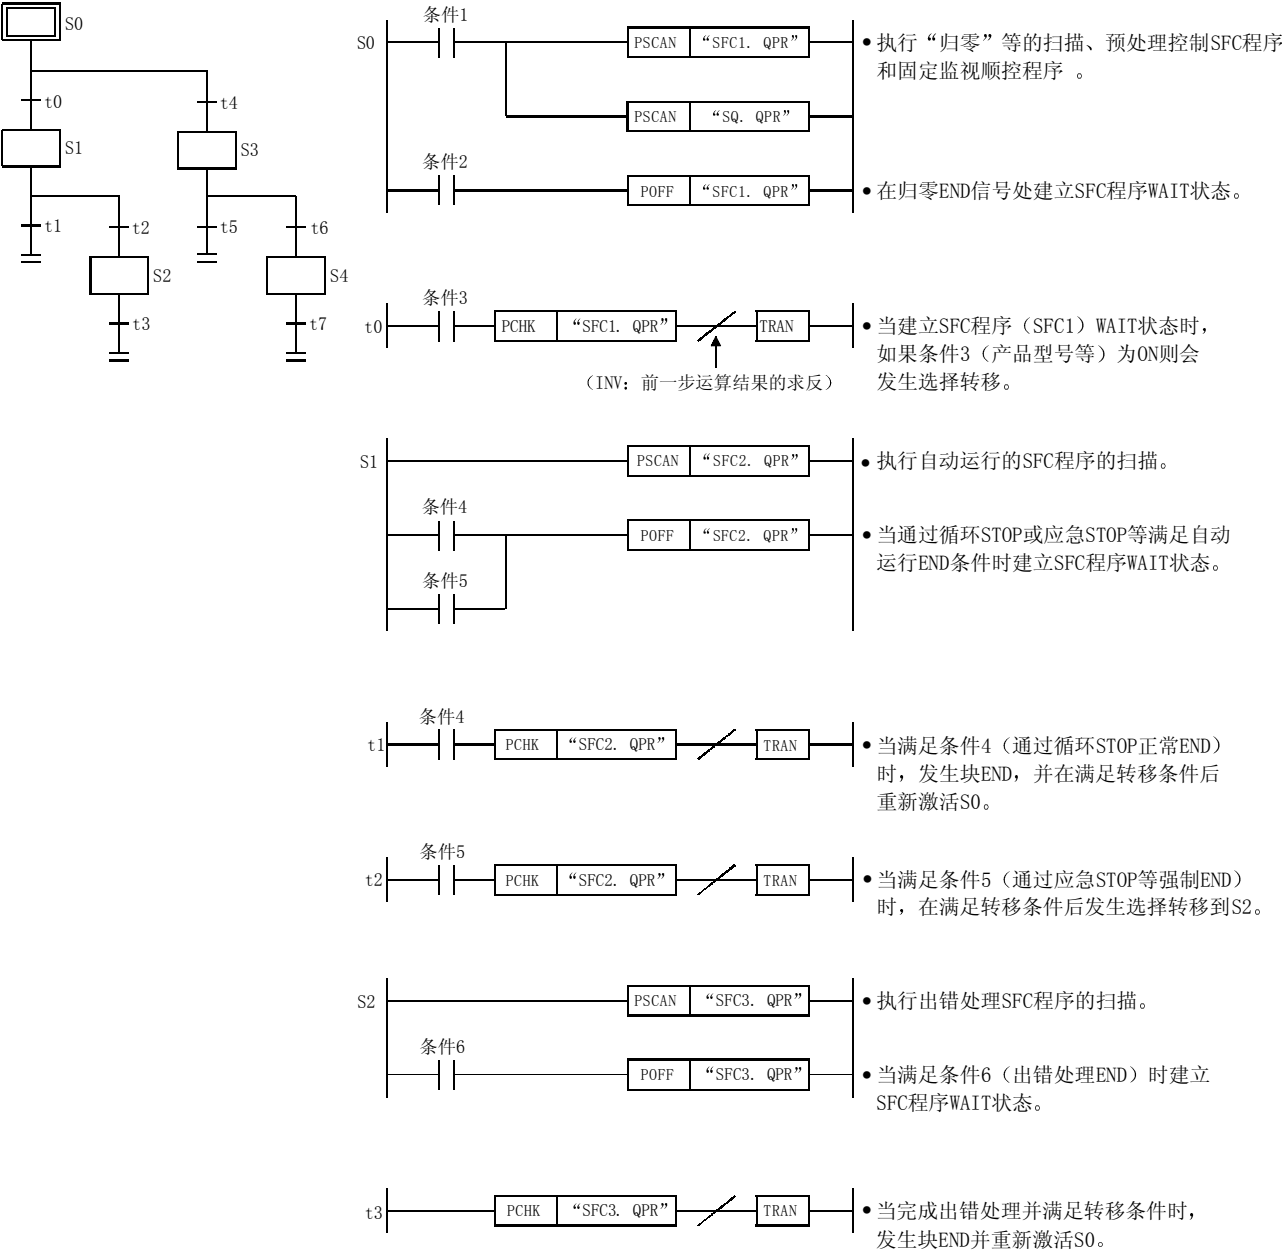 S0
t0
t4
S1
S3
t1
t2
t5
t6
S2
S4
t3
t7
条件1
S0
PSCAN “SFC1. QPR”
●执行“归零”等的扫描、预处理控制SFC程序
和固定监视顺控程序 。
PSCAN “SQ. QPR”
条件2
POFF “SFC1. QPR”
●在归零END信号处建立SFC程序WAIT状态。
条件3
t0
PCHK “SFC1. QPR”
TRAN
●当建立SFC程序（SFC1）WAIT状态时，
如果条件3（产品型号等）为ON则会
发生选择转移。
（INV：前一步运算结果的求反）
S1
PSCAN “SFC2. QPR”
●执行自动运行的SFC程序的扫描。
条件4
POFF “SFC2. QPR”
●当通过循环STOP或应急STOP等满足自动
运行END条件时建立SFC程序WAIT状态。
条件5
条件4
t1
PCHK “SFC2. QPR”
TRAN
●当满足条件4（通过循环STOP正常END）
时，发生块END，并在满足转移条件后
重新激活S0。
条件5
t2
PCHK “SFC2. QPR”
TRAN
●当满足条件5（通过应急STOP等强制END）
时，在满足转移条件后发生选择转移到S2。
S2
PSCAN “SFC3. QPR”
●执行出错处理SFC程序的扫描。
条件6
POFF “SFC3. QPR”
●当满足条件6（出错处理END）时建立
SFC程序WAIT状态。
t3
PCHK “SFC3. QPR”
TRAN
●当完成出错处理并满足转移条件时，
发生块END并重新激活S0。